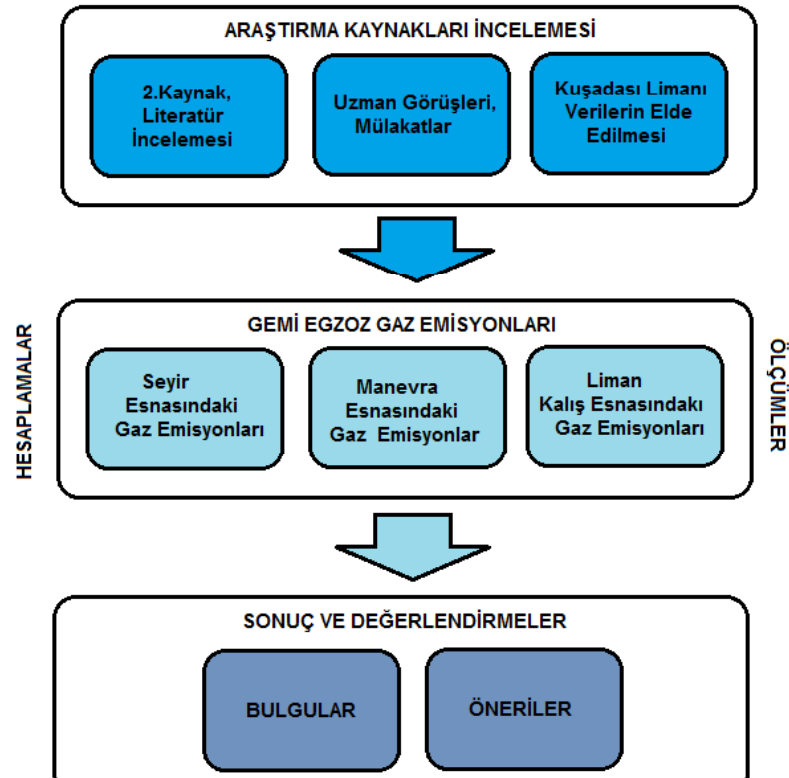 ARAŞTIRMA KAYNAKLARI İNCELEMESİ
2.Kaynak,
Literatür
İncelemesi
Uzman Görüşleri,
Mülakatlar
Kuşadası Limanı
Verilerin Elde
Edilmesi
HESAPLAMALAR
GEMİ EGZOZ GAZ EMİSYONLARI
Seyir
Esnasındaki
Gaz Emisyonları
Manevra
Esnasındaki
Gaz Emisyonlar
Liman
Kalış Esnasındakı
Gaz Emisyonları
ÖLÇÜMLER
SONUÇ VE DEĞERLENDİRMELER
BULGULAR
ÖNERİLER